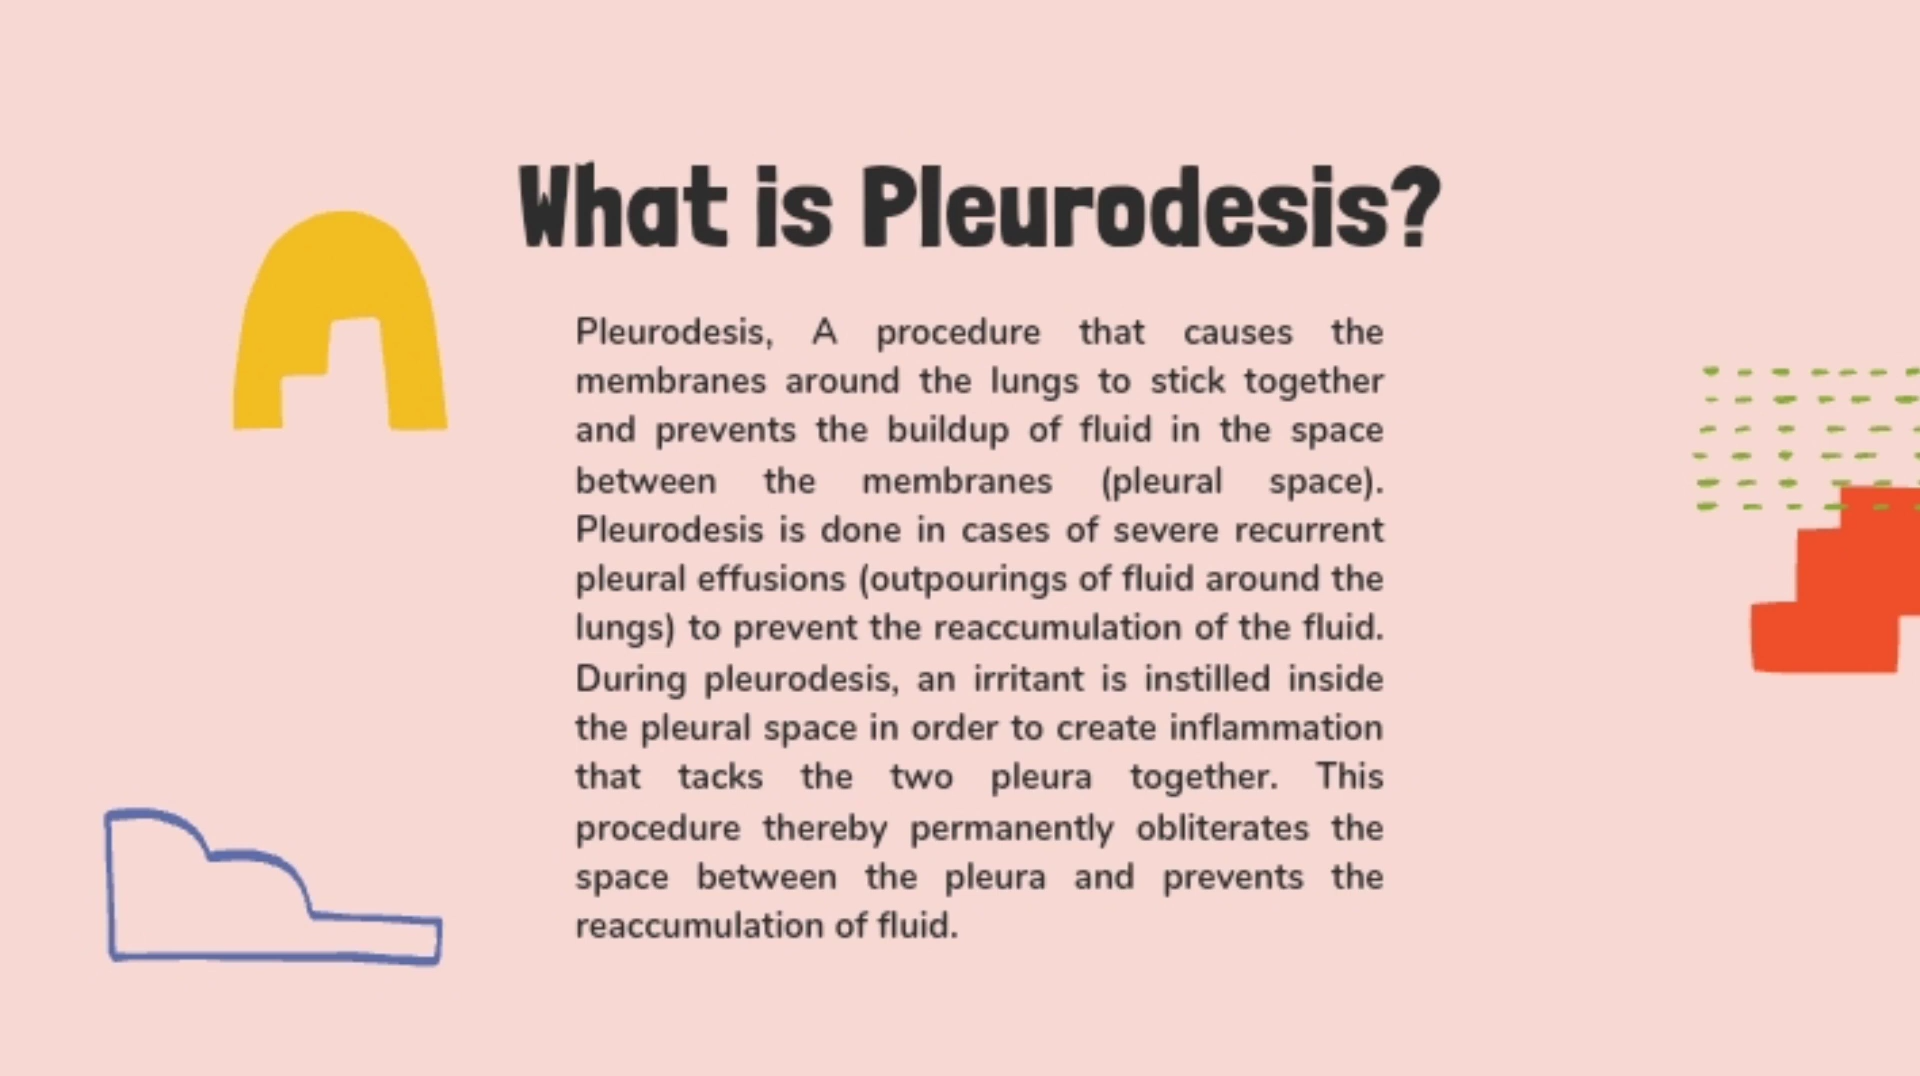 What is Pleurodesis?
Pleurodesis, A procedure that causes the
membranes around the lungs to stick together
and prevents the buildup of fluid in the space
between the membranes (pleural space).
Pleurodesis is done in cases of severe recurrent
pleural effusions (outpourings of fluid around the
lungs) to prevent the reaccumulation of the fluid.
During pleurodesis, an irritant is instilled inside
the pleural space in order to create inflammation
that tacks the two pleura together. This
procedure thereby permanently obliterates the
space between the pleura and prevents the
reaccumulation of fluid.